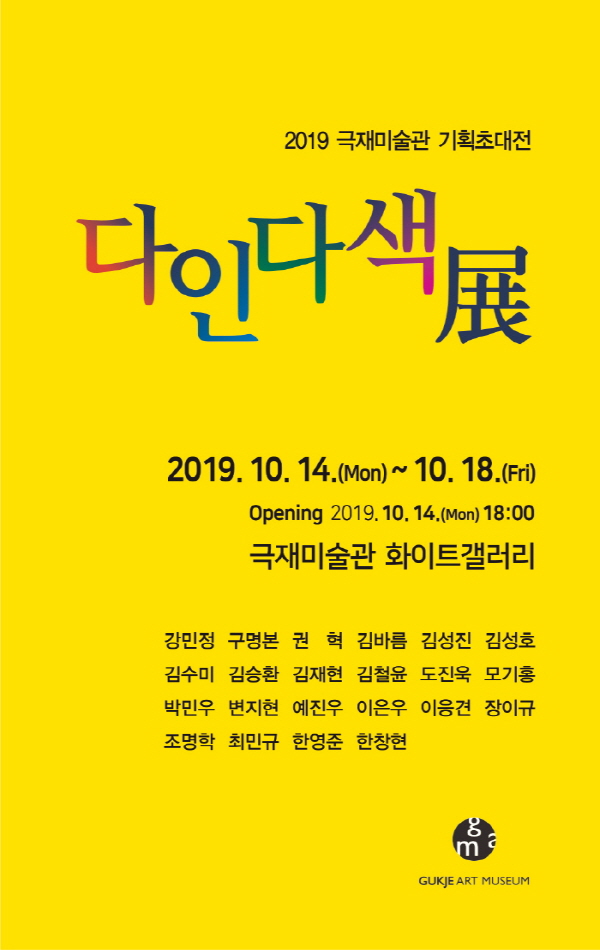 2019 극재미술관 기획초대전
다인다색展
2019. 10. 14.(Mon) ~ 10. 18.(Fri)
Opening 2019. 10. 14.(Mon) 18:00
극재미술관 화이트갤러리
강민정 구명본 권 혁 김바름 김성진 김성호
김수미 김승환 김재현 김철윤 도진욱 모기홍
박민우 변지현 예진우 이은우 이응견 장이규
조명학 최민규 한영준 한창현
gma
GUKJE ART MUSEUM